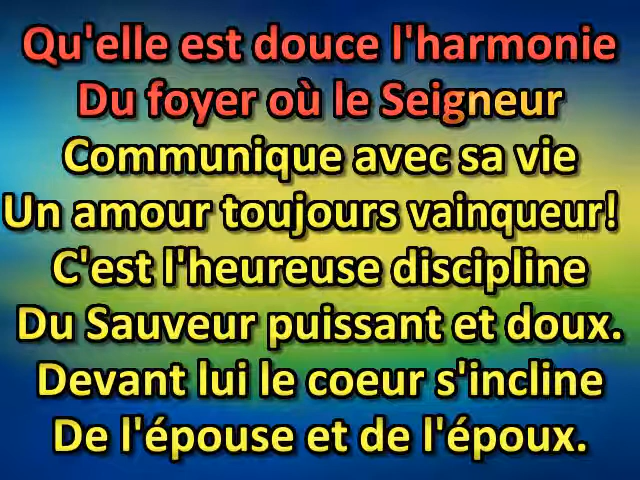 Qu'elle est douce l'harmonie
Du foyer où le Seigneur
Communique avec sa vie
Un amour toujours vainqueur!
C'est l'heureuse discipline
Du Sauveur puissant et doux.
Devant lui le coeur s'incline
De l'épouse et de l'époux.